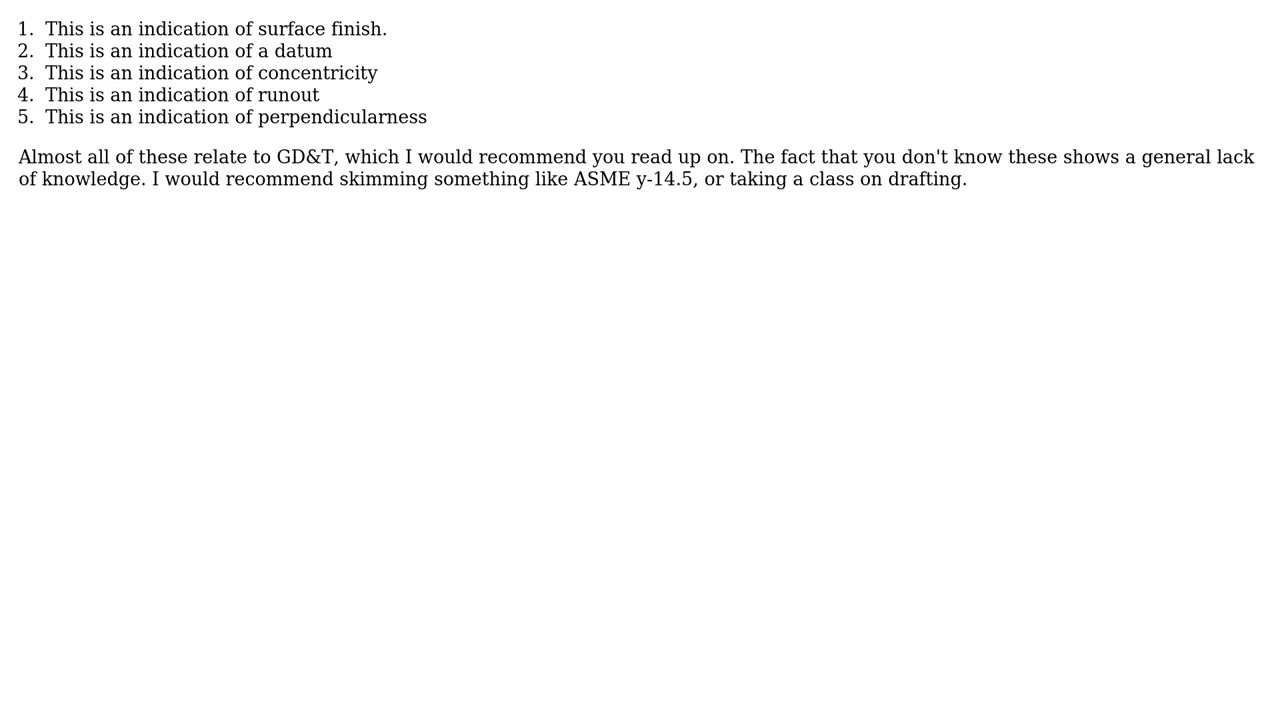 1. This is an indication of surface finish.
2. This is an indication of a datum
3. This is an indication of concentricity
4. This is an indication of runout
5. This is an indication of perpendicularness
Almost all of these relate to GD&T, which I would recommend you read up on. The fact that you don't know these shows a general lack
of knowledge. I would recommend skimming something like ASME y-14.5, or taking a class on drafting.